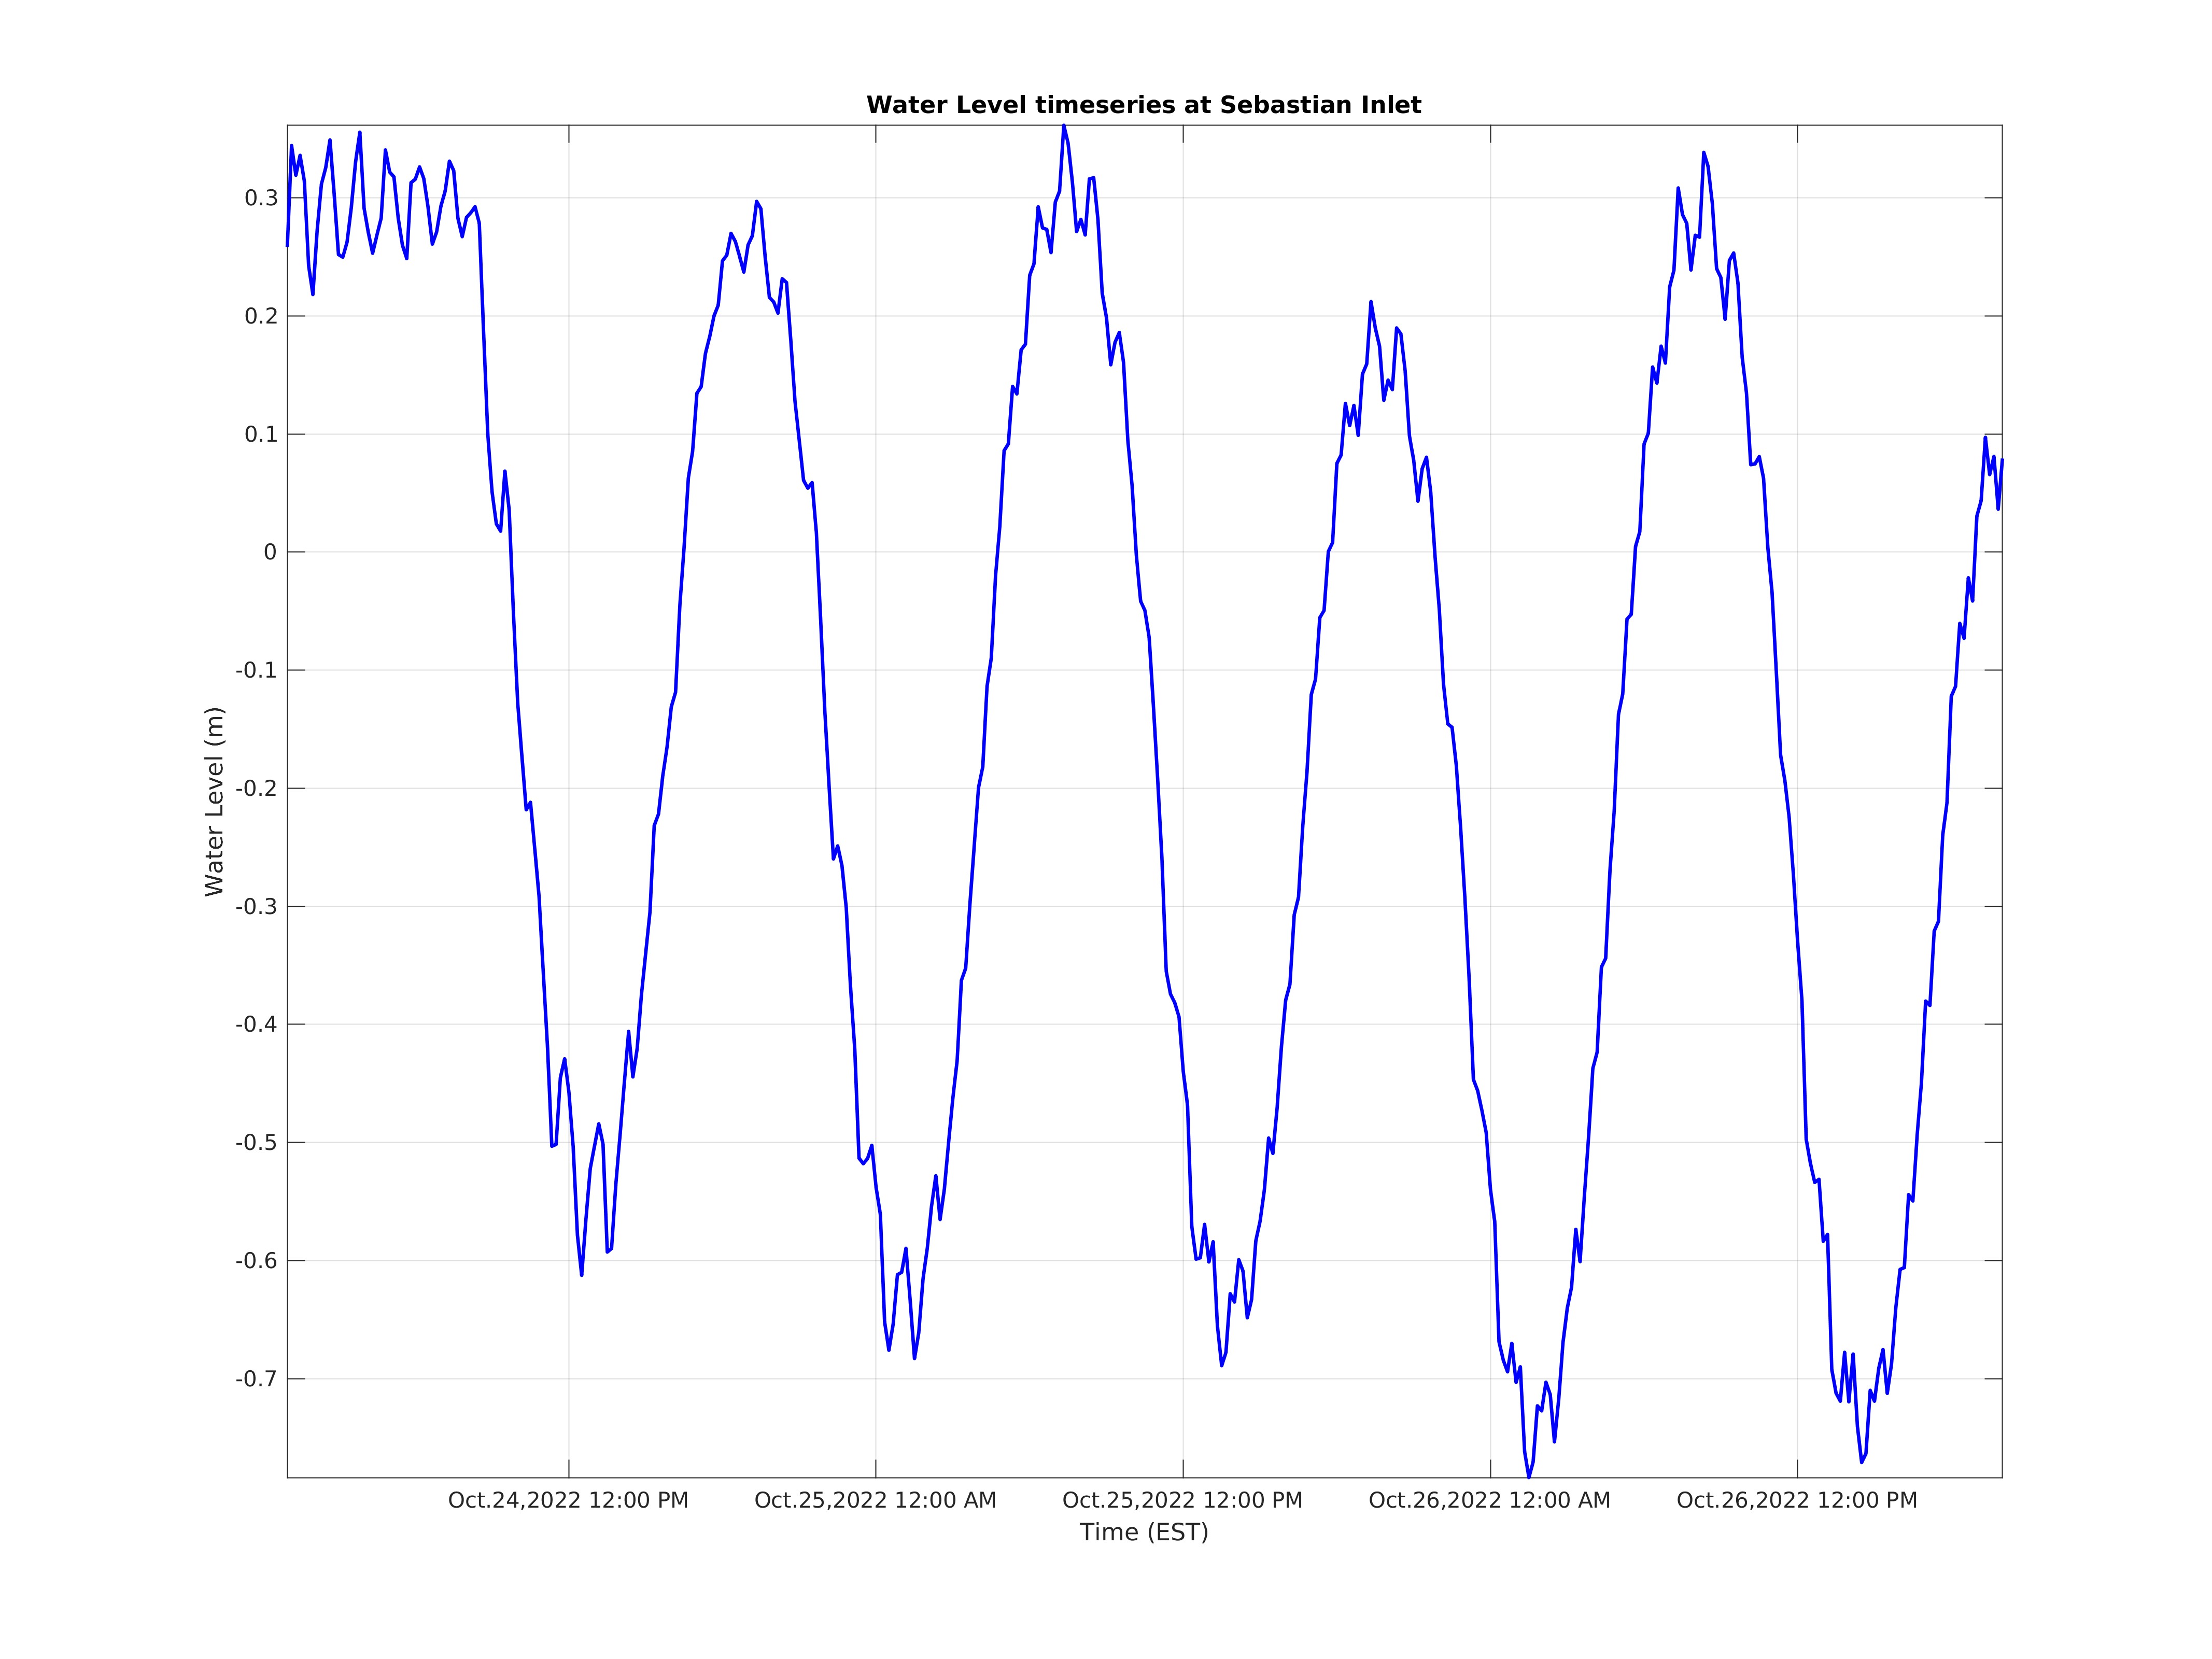 Water Level timeseries at Sebastian Inlet
0.3
0.2
0.1
0
-0.1
-0.2
-0.3
-0.4
-0.5
-0.6
-0.7
Water Level (m)
Oct.24,2022 12:00 PM
Oct.25,2022 12:00 AM
Oct.25,2022 12:00 PM
Oct.26,2022 12:00 AM
Oct.26,2022 12:00 PM
Time (EST)